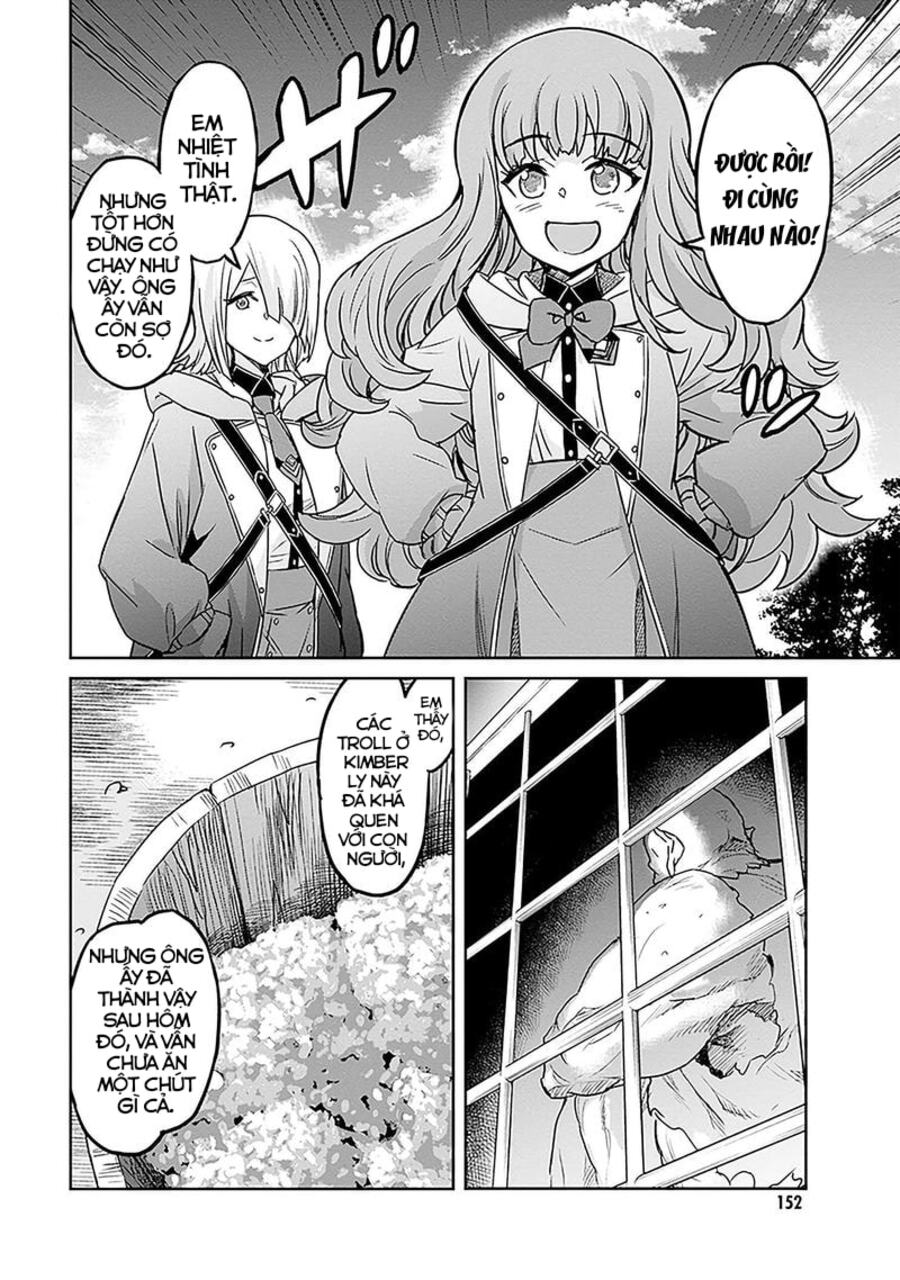 ĐƯỢC RỒI!
ĐI CÙNG
NHAU NÀO!
ザッ
EM
NHIỆT
TÌNH
THẬT.
NHƯNG
TỐT HƠN
ĐỪNG CÓ
CHẠY NHƯ
VẬY. ÔNG
ẤY VẪN
CÒN SỢ
ĐÓ.
EM
THẤY
ĐÓ,
CÁC
TROLL Ở
KIMBER
LY NÀY
ĐÃ KHÁ
QUEN
VỚI CON
NGƯỜI,
NHƯNG ÔNG
ẤY ĐÃ
THÀNH VẬY
SAU HÔM
ĐÓ, VÀ VẪN
CHƯA ĂN
MỘT CHÚT
GÌ CẢ.
152